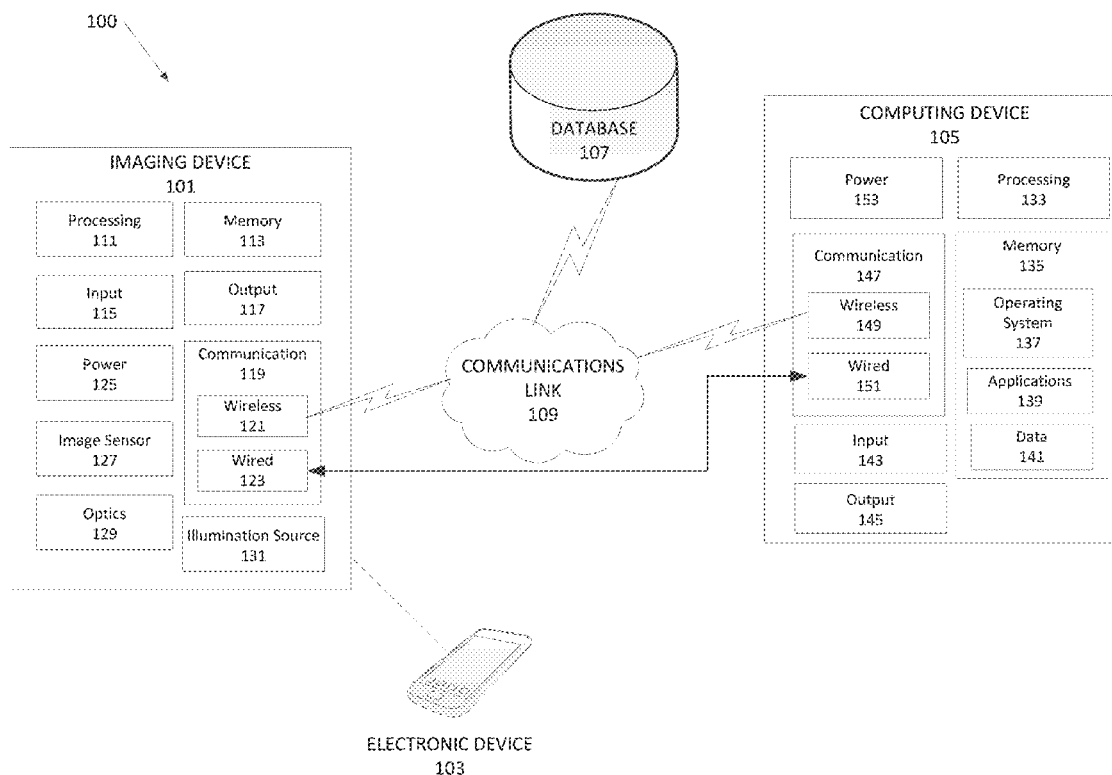 100
DATABASE
107
IMAGING DEVICE
101
Processing
111
Memory
113
Input
115
Output
117
Power
125
Communication
119
Wireless
121
Wired
123
Image Sensor
127
Optics
129
Illumination Source
131
COMMUNICATIONS
LINK
109
COMPUTING DEVICE
105
Power
153
Processing
133
Communication
147
Wireless
149
Wired
151
Memory
135
Operating
System
137
Applications
139
Data
141
Input
143
Output
145
ELECTRONIC DEVICE
103